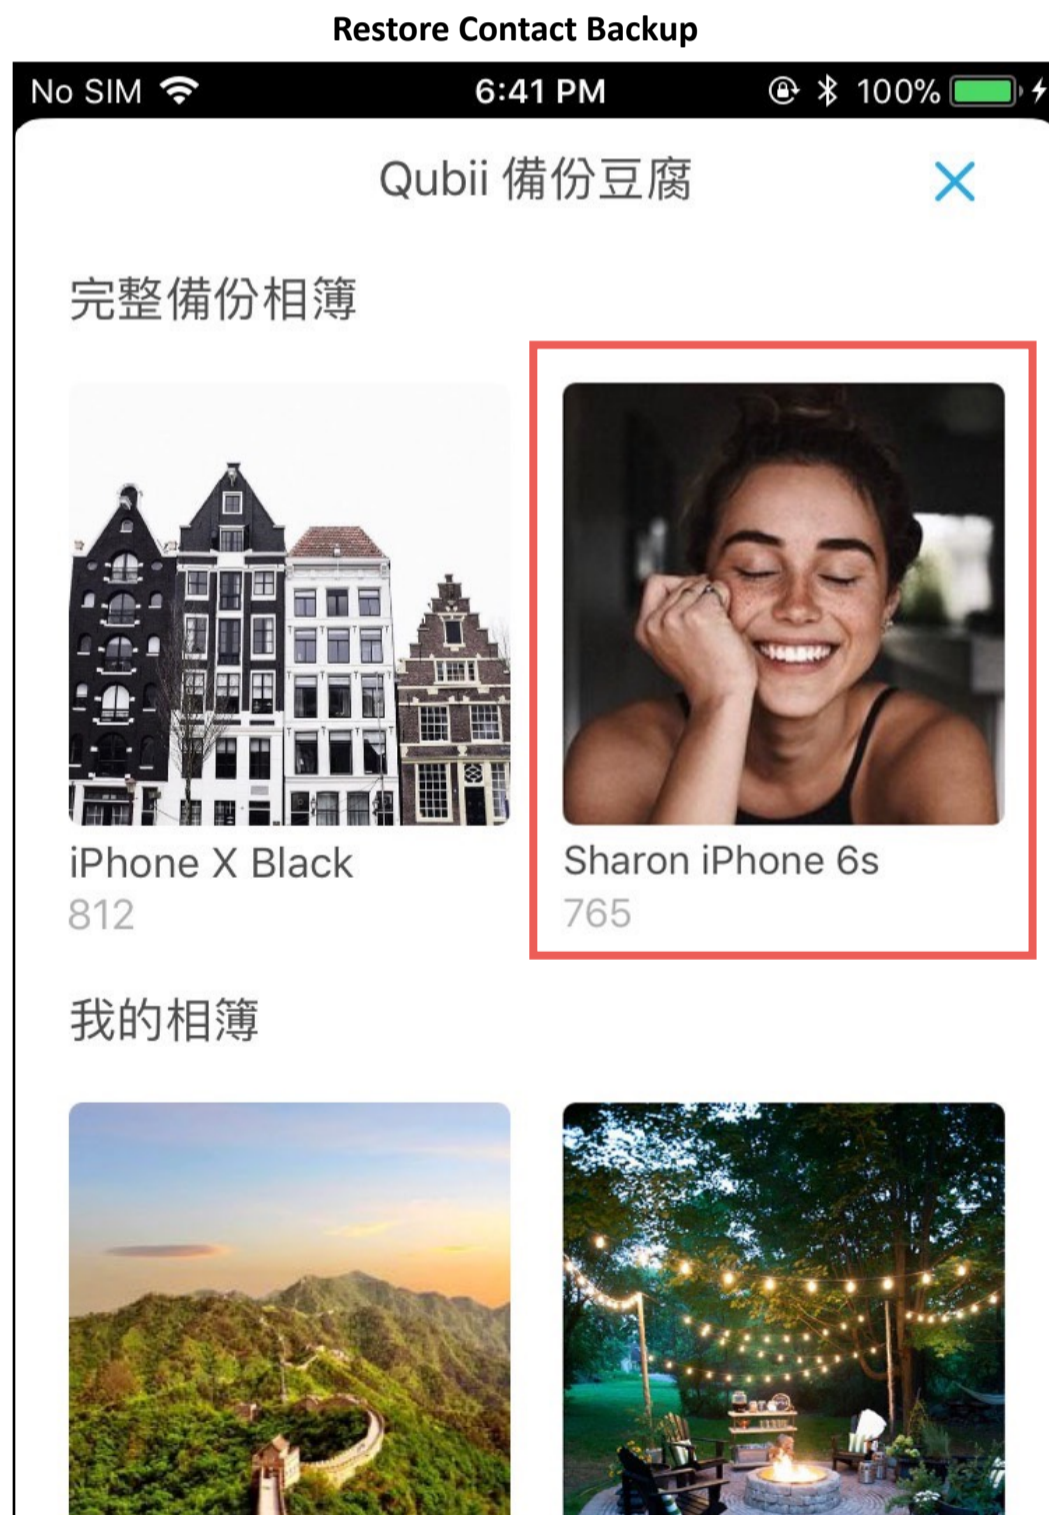 Restore Contact Backup
No SIM 6:41 PM 100%
Qubii 備份豆腐
完整備份相簿
iPhone X Black
812
Sharon iPhone 6s
765
我的相簿